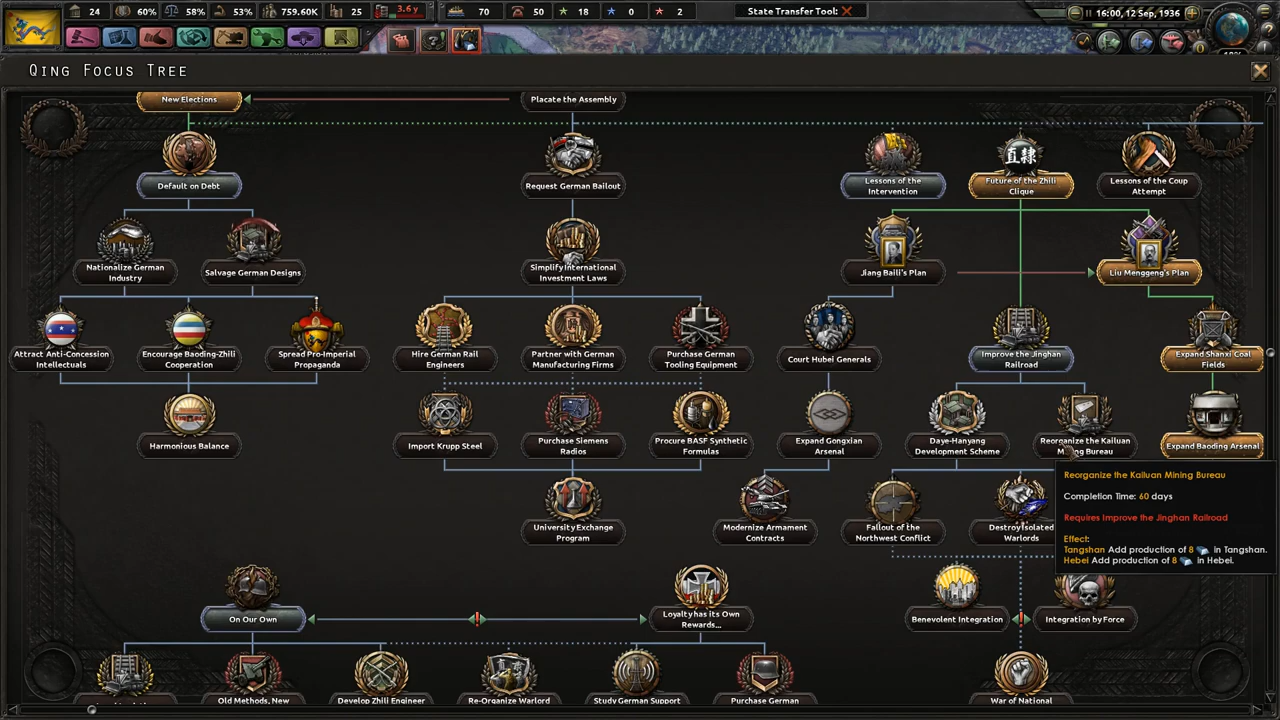 24
60%
58%
53%
759.60K
25
3.6 y
70
50
18
0
2
State Transfer Tool:
16:00, 12 Sep, 1936
0
Qing Focus Tree
New Elections
Placate the Assembly
直隸
Default on Debt
Request German Bailout
Lessons of the
Intervention
Future of the Zhili
Clique
Lessons of the Coup
Attempt
Nationalize German
Industry
Salvage German Designs
Simplify International
Investment Laws
Jiang Baili's Plan
Liu Menggeng's Plan
Attract Anti-Concession
Intellectuals
Encourage Baoding-Zhili
Cooperation
Spread Pro-Imperial
Propaganda
Hire German Rail
Engineers
Partner with German
Manufacturing Firms
Purchase German
Tooling Equipment
Court Hubei Generals
Improve the Jinghan
Railroad
Expand Shanxi Coal
Fields
Harmonious Balance
Import Krupp Steel
Purchase Siemens
Radios
Procure BASF Synthetic
Formulas
Expand Gongxian
Arsenal
Daye-Hanyang
Development Scheme
Reorganize the Kailuan
Mining Bureau
Expand Baoding Arsenal
Reorganize the Kailuan Mining Bureau
Completion Time: 60 days
Requires Improve the Jinghan Railroad
Effect:
Tangshan Add production of 8 in Tangshan.
Hebei Add production of 8 in Hebei.
University Exchange
Program
Modernize Armament
Contracts
Fallout of the
Northwest Conflict
Destroy Isolated
Warlords
On Our Own
Loyalty has its Own
Rewards...
Benevolent Integration
Integration by Force
Old Methods, New
Develop Zhili Engineer
Re-Organize Warlord
Study German Support
Purchase German
War of National